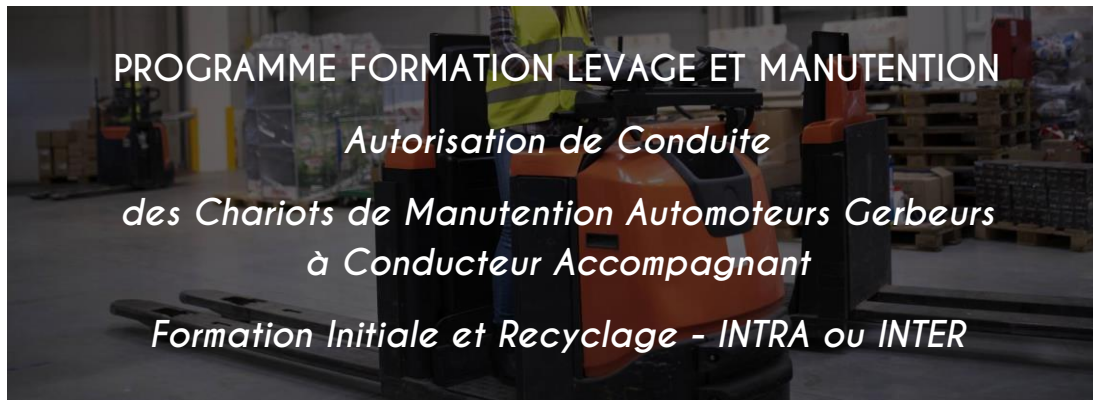 PROGRAMME FORMATION LEVAGE ET MANUTENTION
Autorisation de Conduite
des Chariots de Manutention Automoteurs Gerbeurs
à Conducteur Accompagnant
Formation Initiale et Recyclage - INTRA ou INTER